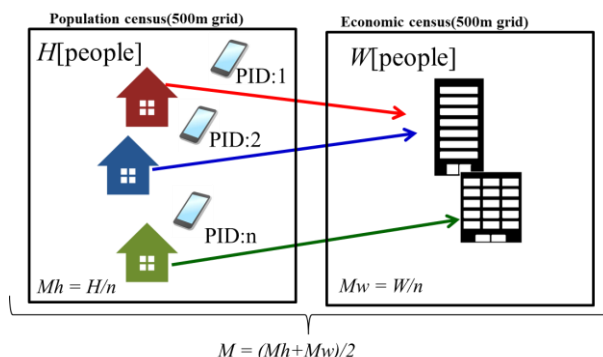 Population census(500m grid)
Economic census(500m grid)
H[people]
W[people]
PID:1
PID:2
PID:n
Mh = H/n
Mw = W/n
M = (Mh+Mw)/2